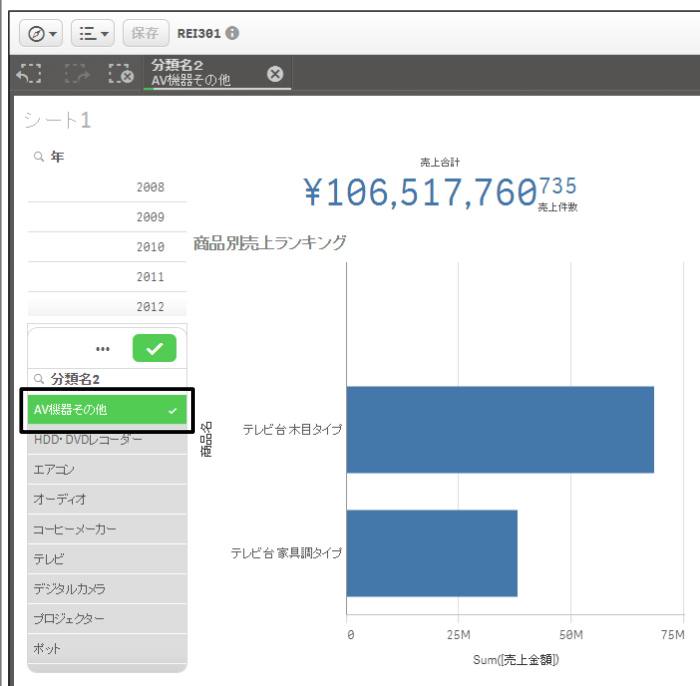 保存 REI301
分類名2
AV機器その他
シート1
年
2008
2009
2010
2011
2012
売上合計
¥106,517,760
735
売上件数
商品別売上ランキング
...
分類名2
AV機器その他
HDD・DVDレコーダー
エアコン
オーディオ
コーヒーメーカー
テレビ
デジタルカメラ
プロジェクター
ポット
商品名
テレビ台 木目タイプ
テレビ台 家具調タイプ
0 25M 50M 75M
Sum([売上金額])